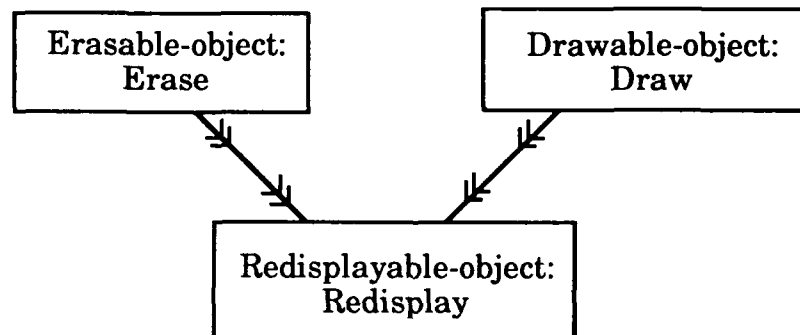 Erasable-object:
Erase
Drawable-object:
Draw
Redisplayable-object:
Redisplay